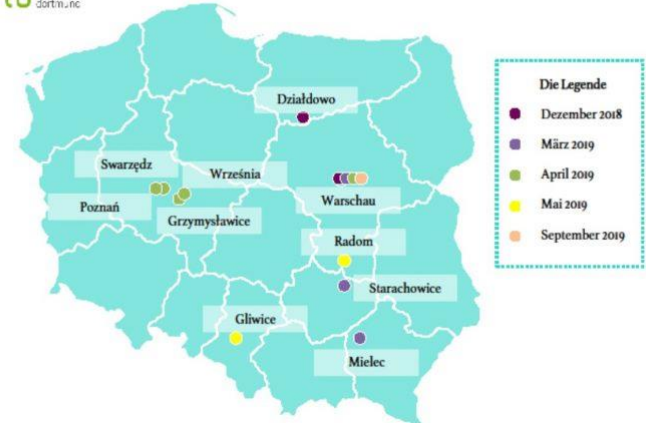 dortmund
Działdowo
Swarzędz
Września
Poznań
Grzymysławice
Warschau
Radom
Starachowice
Gliwice
Mielec
Die Legende
Dezember 2018
März 2019
April 2019
Mai 2019
September 2019